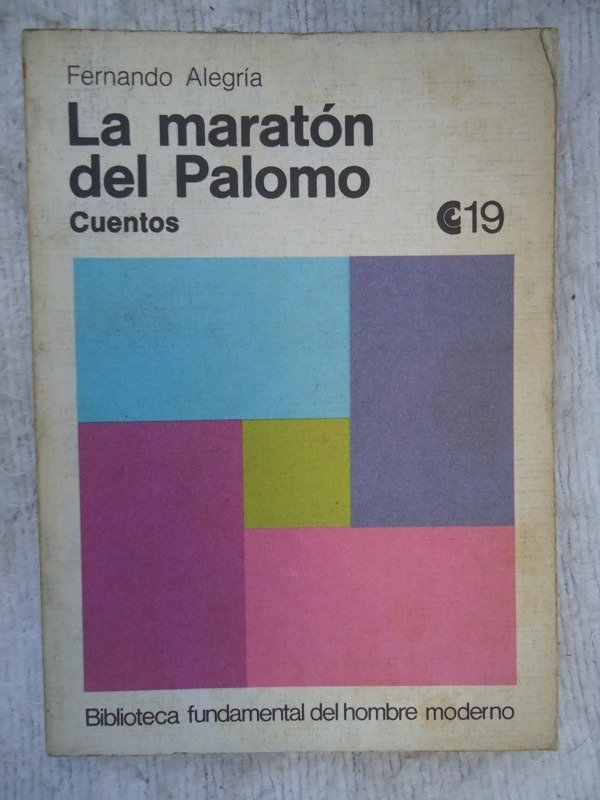 Fernando Alegría
La maratón
del Palomo
Cuentos
19
Biblioteca fundamental del hombre moderno